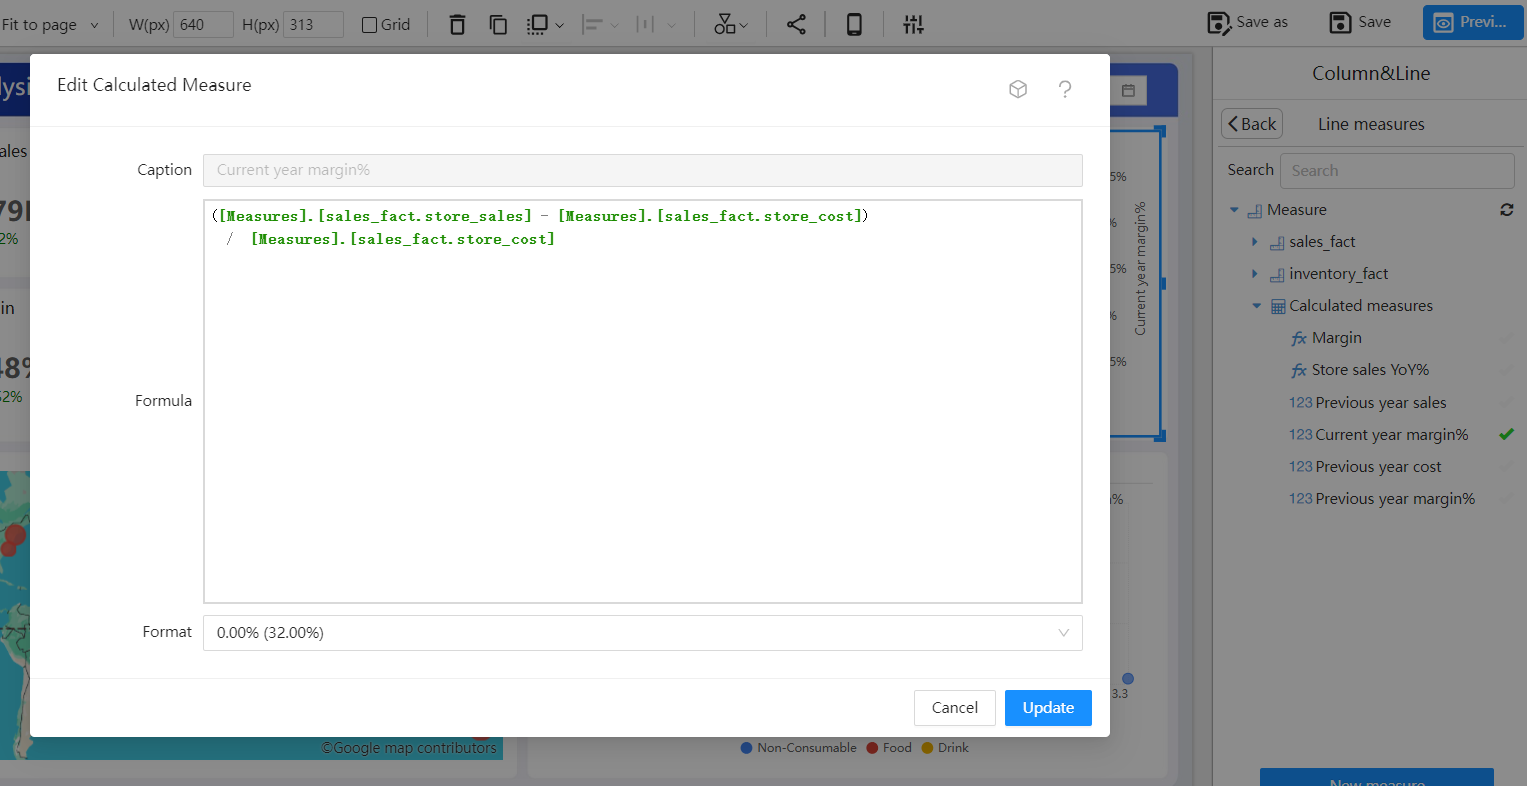 Fit to page W(px) 640 H(px) 313 Grid Save as Save Previ...
Edit Calculated Measure
Column&Line
Back Line measures
Caption Current year margin%
Search Search
([Measures].[sales_fact.store_sales] - [Measures].[sales_fact.store_cost])
/ [Measures].[sales_fact.store_cost]
Measure
sales_fact
inventory_fact
Calculated measures
fx Margin
fx Store sales YoY%
123 Previous year sales
123 Current year margin%
123 Previous year cost
123 Previous year margin%
Formula
Format 0.00% (32.00%)
Cancel Update
lysi
ales
79
2%
in
48%
52%
5%
%
5%
%
5%
Current year margin%
%
3.3
©Google map contributors
Non-Consumable Food Drink
New measure